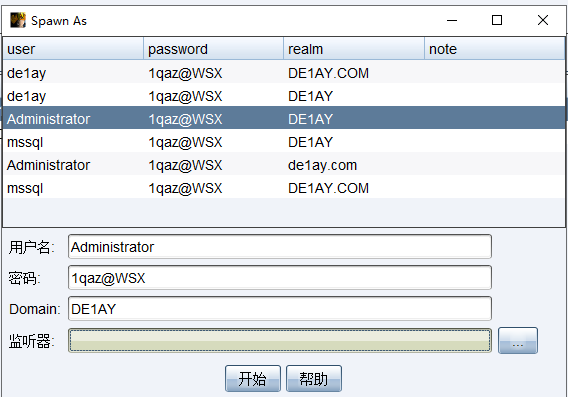 Spawn As
user password realm note
de1ay 1qaz@WSX DE1AY.COM
de1ay 1qaz@WSX DE1AY
Administrator 1qaz@WSX DE1AY
mssql 1qaz@WSX DE1AY
Administrator 1qaz@WSX de1ay.com
mssql 1qaz@WSX DE1AY.COM
用户名: Administrator
密码: 1qaz@WSX
Domain: DE1AY
监听器: ...
开始 帮助